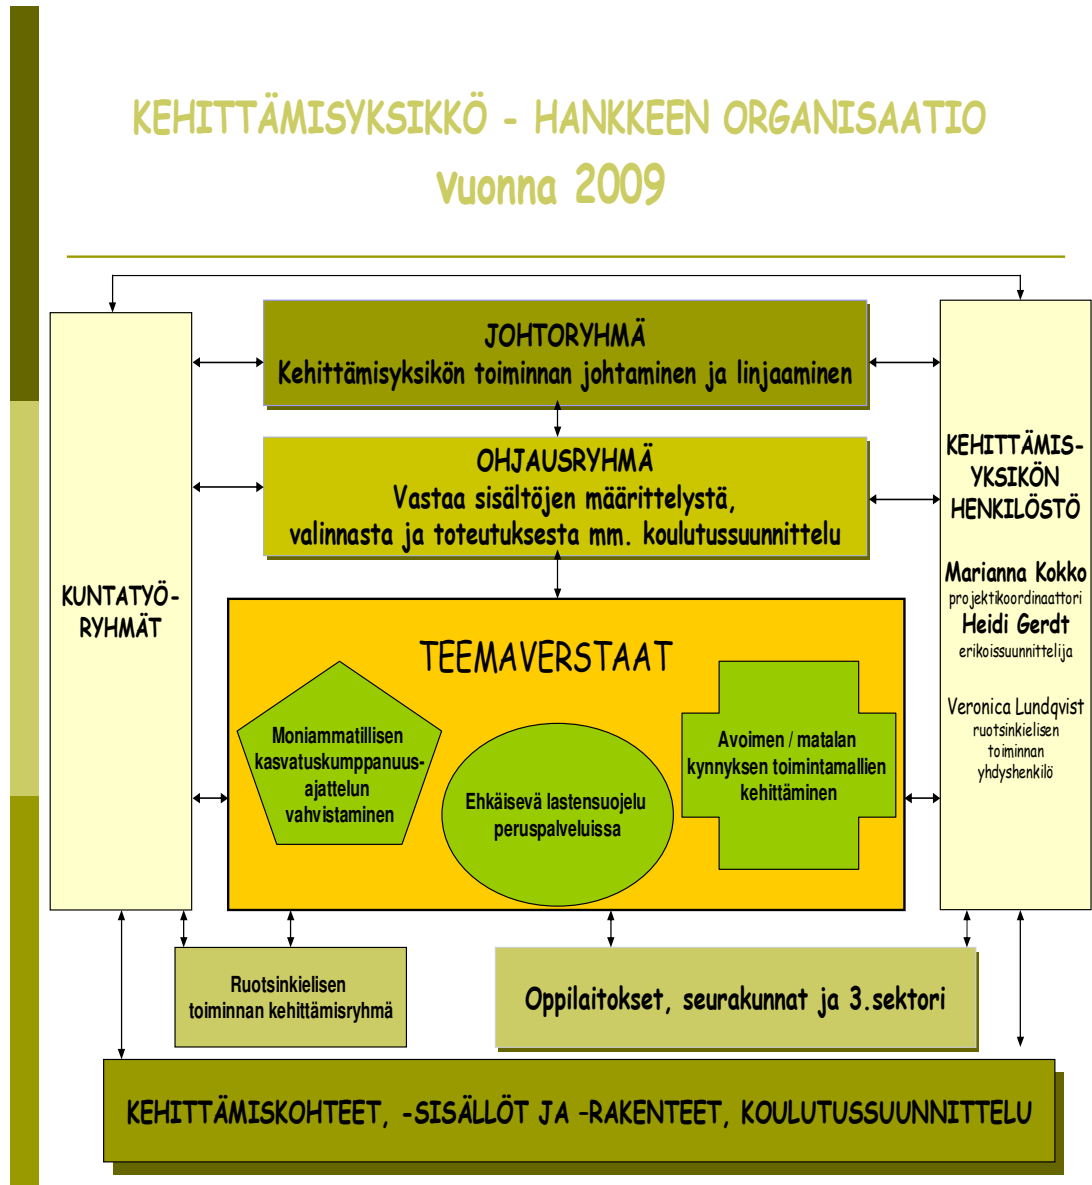 KEHITTÄMISYKSIKKÖ - HANKKEEN ORGANISAATIO
vuonna 2009
JOHTORYHMÄ
Kehittämisyksikön toiminnan johtaminen ja linjaaminen
OHJAUSRYHMÄ
Vastaa sisältöjen määrittelystä,
valinnasta ja toteutuksesta mm. koulutussuunnittelu
KUNTATYÖ-
RYHMÄT
KEHITTÄMIS-
YKSIKÖN
HENKILÖSTÖ
Marianna Kokko
projektikoordinaattori
Heidi Gerdt
erikoissuunnittelija
Veronica Lundqvist
ruotsinkielisen
toiminnan
yhdyshenkilö
TEEMAVERSTAAT
Moniammatillisen
kasvatuskumppanuus-
ajattelun
vahvistaminen
Ehkäisevä lastensuojelu
peruspalveluissa
Avoimen / matalan
kynnyksen toimintamallien
kehittäminen
Ruotsinkielisen
toiminnan kehittämisryhmä
Oppilaitokset, seurakunnat ja 3.sektori
KEHITTÄMISKOHTEET, -SISÄLLÖT JA -RAKENTEET, KOULUTUSSUUNNITTELU